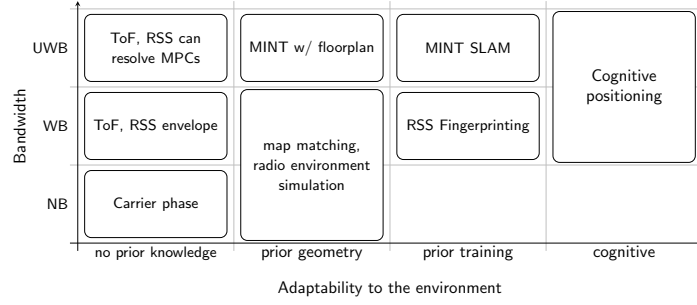 UWB
ToF, RSS can
resolve MPCs
MINT w/ floorplan
MINT SLAM
Cognitive
positioning
WB
ToF, RSS envelope
map matching,
radio environment
simulation
RSS Fingerprinting
NB
Carrier phase
Bandwidth
no prior knowledge
prior geometry
prior training
cognitive
Adaptability to the environment